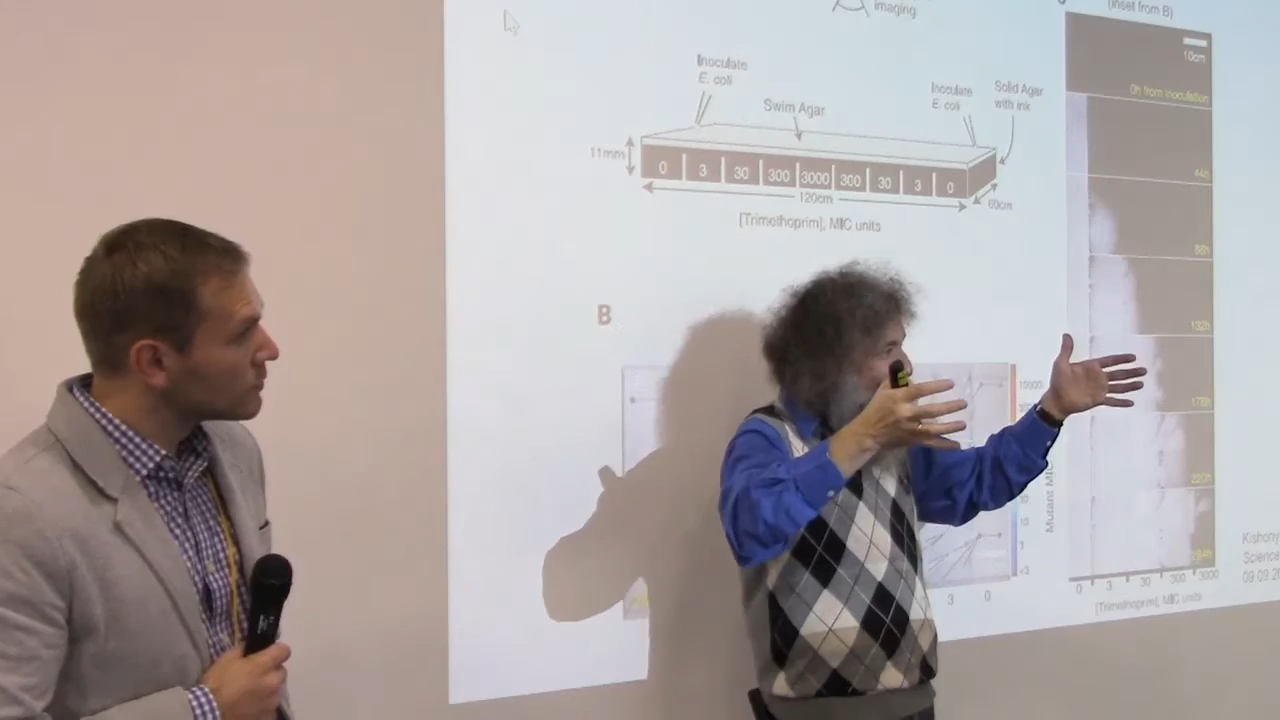 imaging
(inset from B)
Inoculate
E. coli
Swim Agar
Inoculate
E. coli
Solid Agar
with ink
10cm
0h from inoculation
11mm
0 3 30 300 3000 300 30 3 0
120cm
60cm
[Trimethoprim], MIC units
44h
88h
132h
B
176h
10000
220h
Mutant MIC
3 0
0 3 30 300 3000
[Trimethoprim], MIC units
Kishony
Science
09.09.20